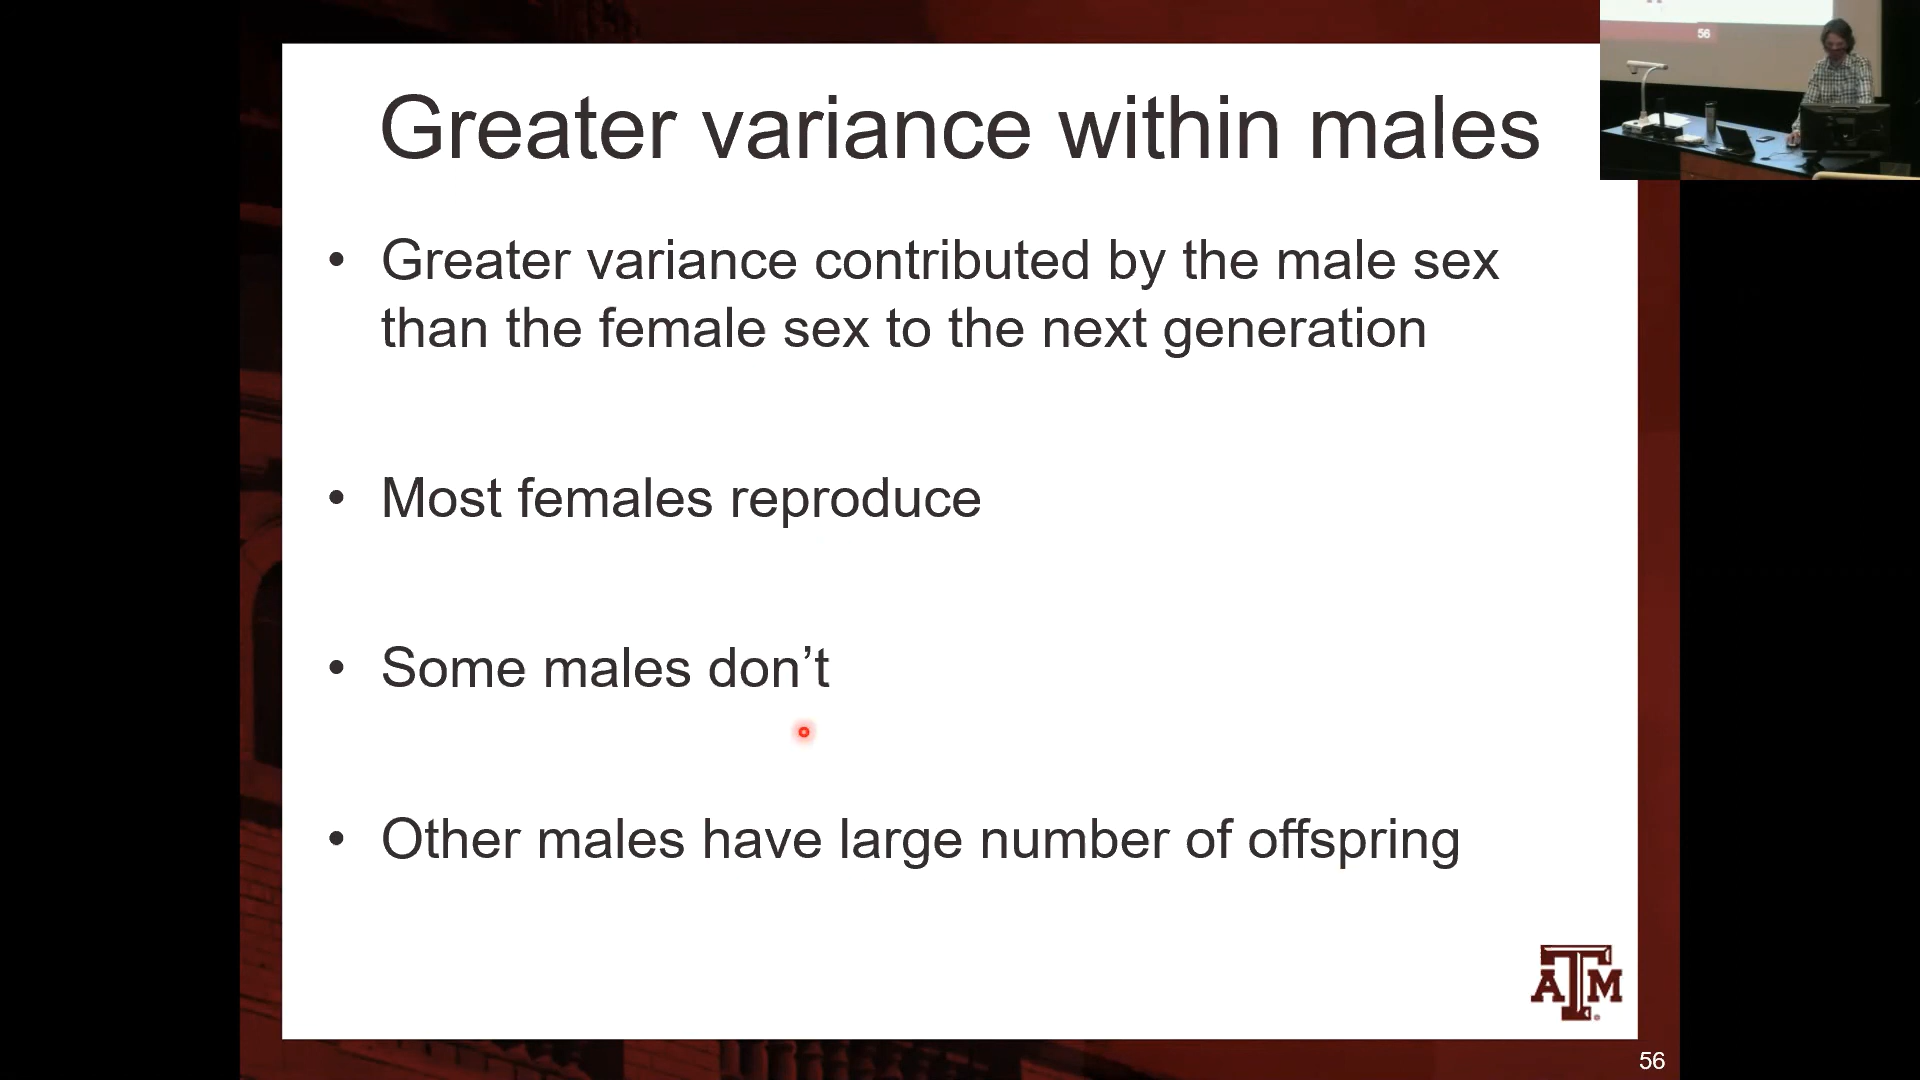 Greater variance within males
• Greater variance contributed by the male sex
than the female sex to the next generation
• Most females reproduce
• Some males don’t
• Other males have large number of offspring
ATM
56
56